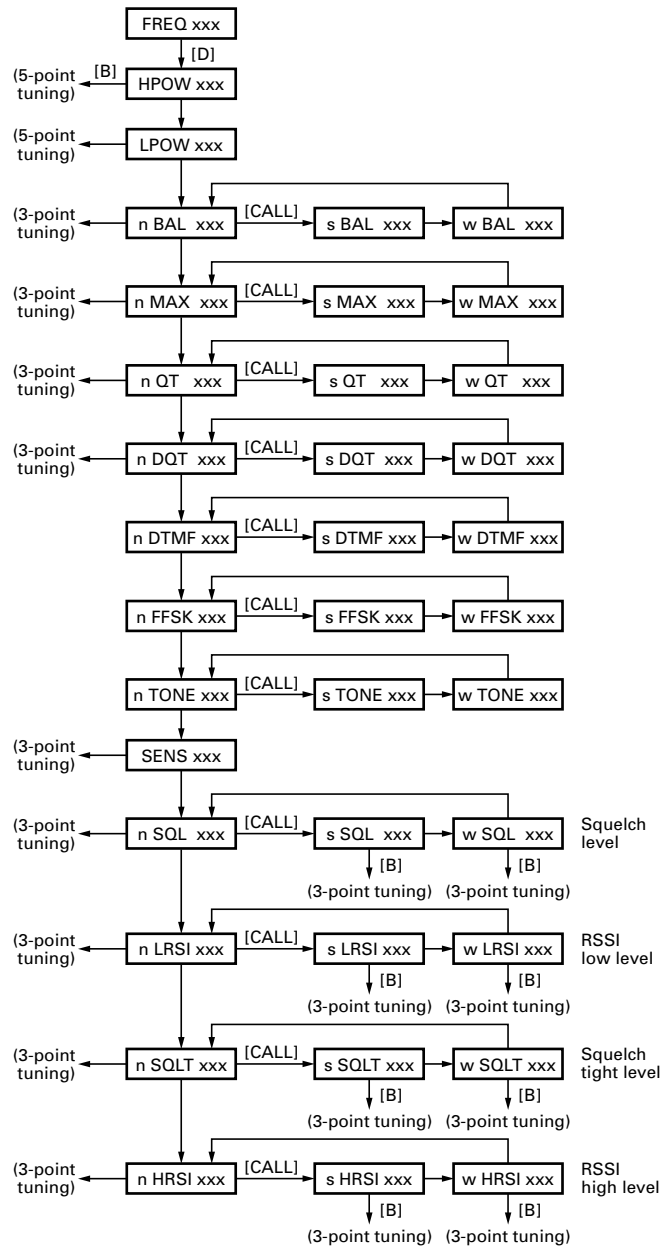 FREQ xxx
[D]
(5-point tuning)
[B]
HPOW xxx
(5-point tuning)
LPOW xxx
(3-point tuning)
n BAL xxx
[CALL]
s BAL xxx
w BAL xxx
(3-point tuning)
n MAX xxx
[CALL]
s MAX xxx
w MAX xxx
(3-point tuning)
n QT xxx
[CALL]
s QT xxx
w QT xxx
(3-point tuning)
n DQT xxx
[CALL]
s DQT xxx
w DQT xxx
n DTMF xxx
[CALL]
s DTMF xxx
w DTMF xxx
n FFSK xxx
[CALL]
s FFSK xxx
w FFSK xxx
n TONE xxx
[CALL]
s TONE xxx
w TONE xxx
(3-point tuning)
SENS xxx
(3-point tuning)
n SQL xxx
[CALL]
s SQL xxx
w SQL xxx
Squelch level
[B]
[B]
(3-point tuning)
(3-point tuning)
(3-point tuning)
n LRSI xxx
[CALL]
s LRSI xxx
w LRSI xxx
RSSI low level
[B]
[B]
(3-point tuning)
(3-point tuning)
(3-point tuning)
n SQLT xxx
[CALL]
s SQLT xxx
w SQLT xxx
Squelch tight level
[B]
[B]
(3-point tuning)
(3-point tuning)
(3-point tuning)
n HRSI xxx
[CALL]
s HRSI xxx
w HRSI xxx
RSSI high level
[B]
[B]
(3-point tuning)
(3-point tuning)